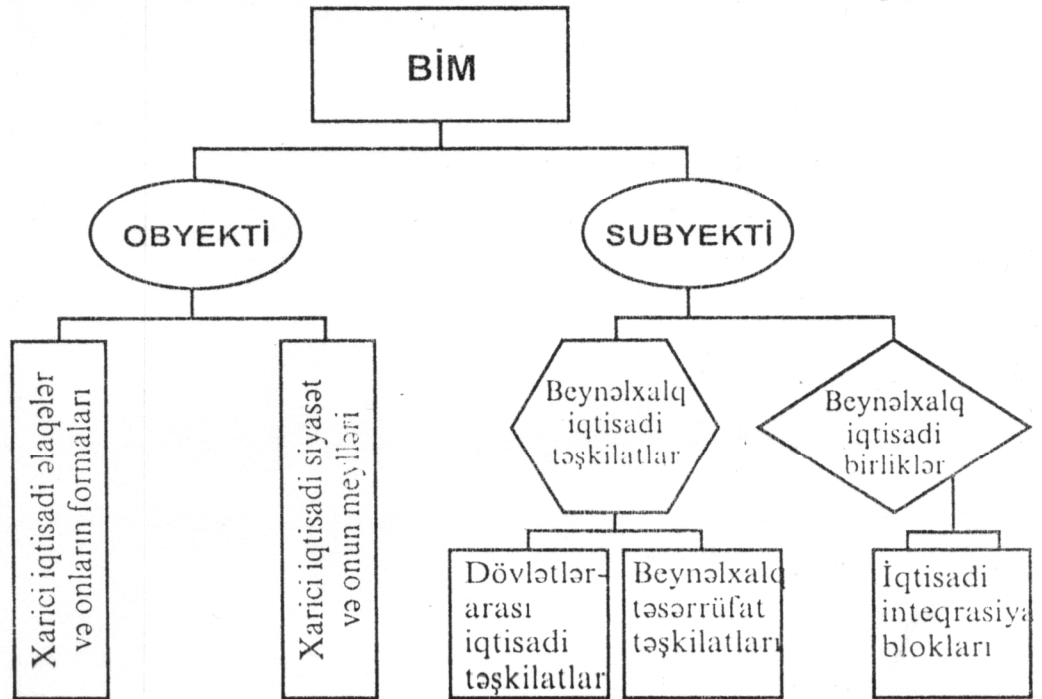 BİM
OBYEKTİ
SUBYEKTİ
Xarici iqtisadi əlaqələr
və onların formaları
Xarici iqtisadi siyasət
və onun meylləri
Beynəlxalq
iqtisadi
təşkilatlar
Beynəlxalq
iqtisadi
birliklər
Dövlətlər-
arası
iqtisadi
təşkilatlar
Beynəlxalq
təsərrüfat
təşkilatları
İqtisadi
inteqrasiya
blokları